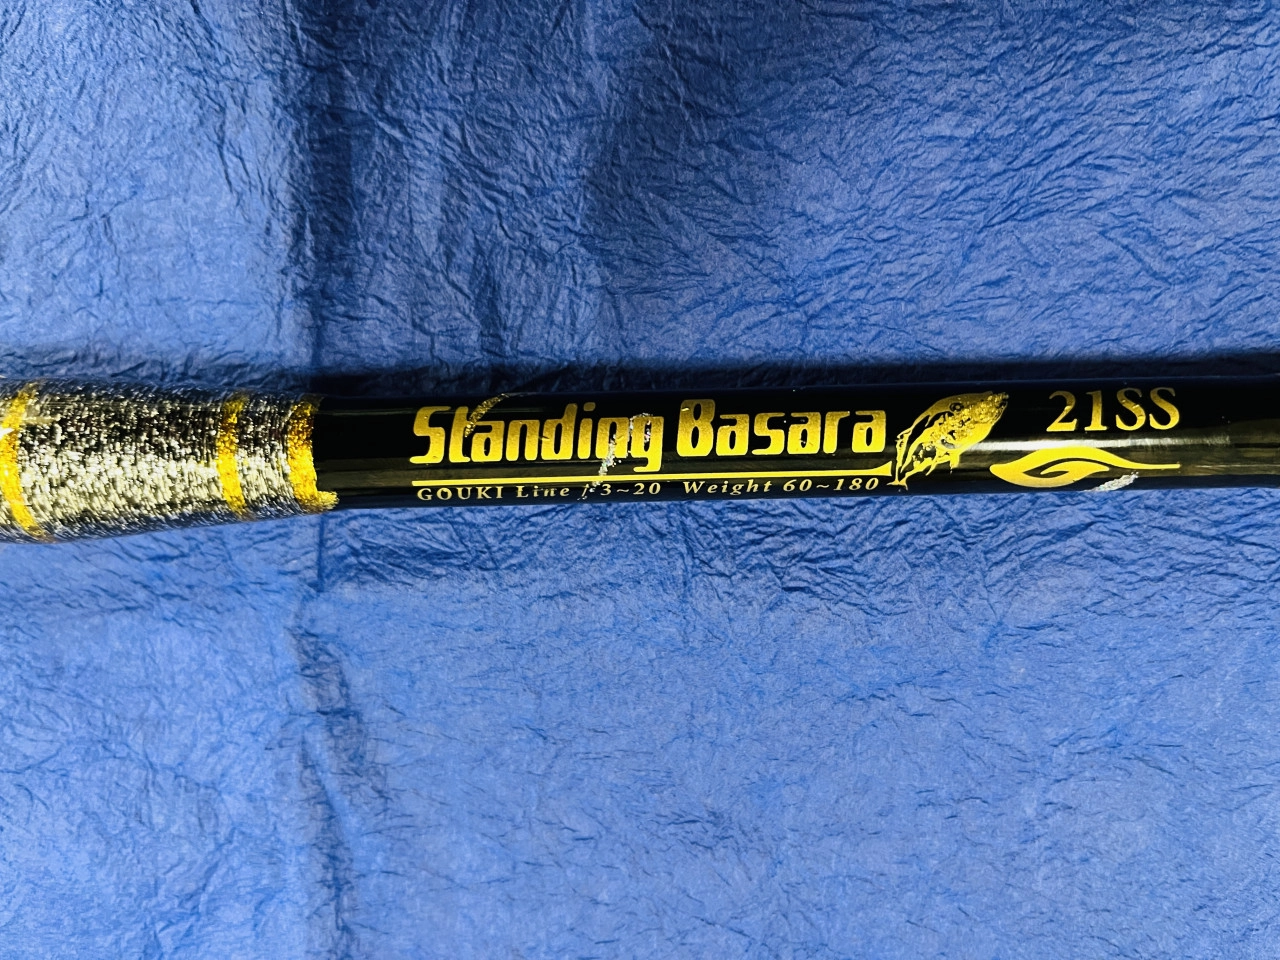 Standing Basara
21SS
GOUKI Line #3~20 Weight 60~180